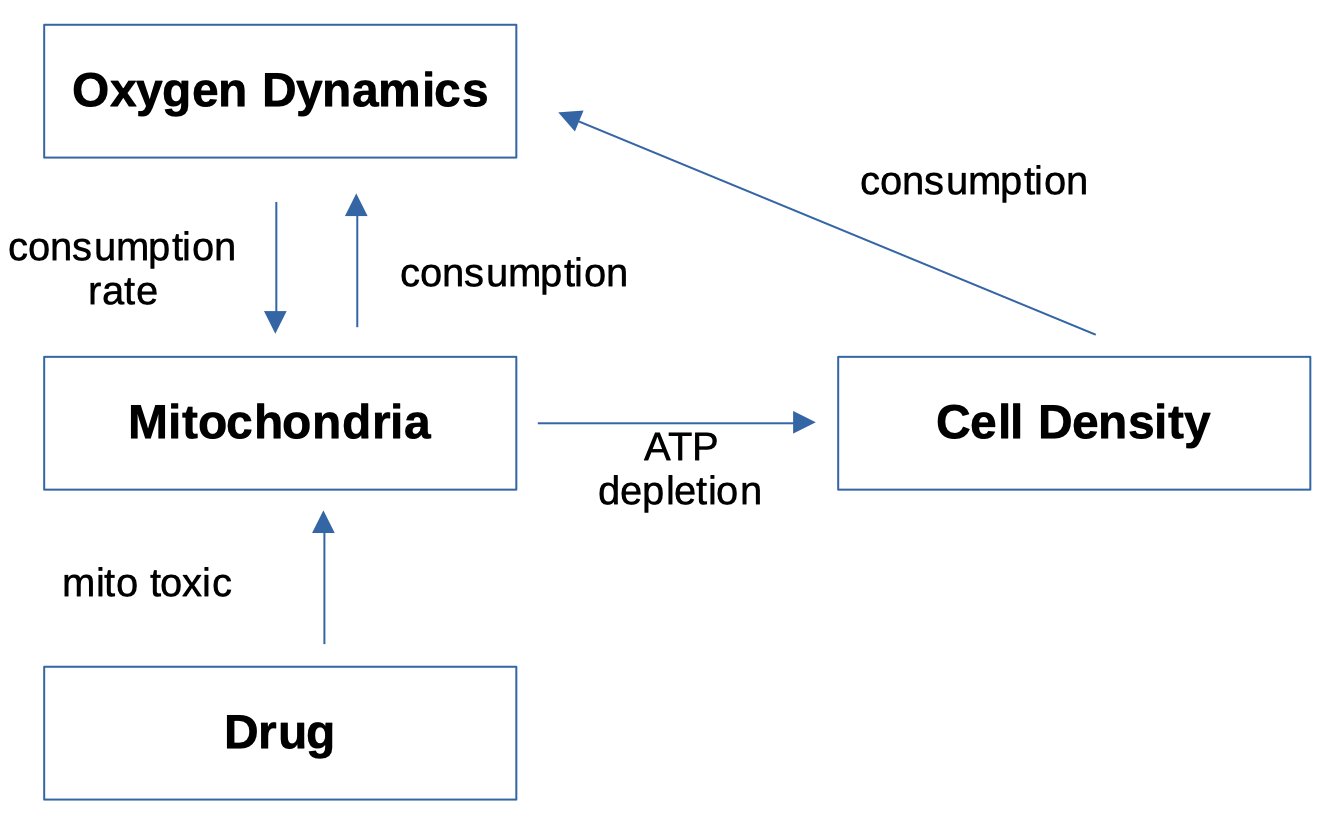 Oxygen Dynamics
consumption
consumption
rate
consumption
Mitochondria
Cell Density
ATP
depletion
mito toxic
Drug